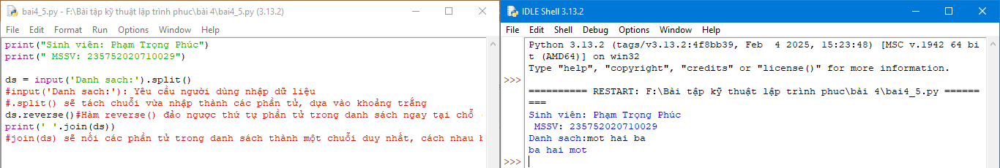 bai4_5.py - F:\Bài tập kỹ thuật lập trình phuc\bài 4\bai4_5.py (3.13.2)
File Edit Format Run Options Window Help
print("Sinh viên: Phạm Trọng Phúc")
print(" MSSV: 235752020710029")
ds = input('Danh sach:').split()
#input('Danh sach:'): Yêu cầu người dùng nhập dữ liệu
#.split() sẽ tách chuỗi vừa nhập thành các phần tử, dựa vào khoảng trắng
ds.reverse()#Hàm reverse() đảo ngược thứ tự phần tử trong danh sách ngay tại chỗ
print(' '.join(ds))
#join(ds) sẽ nối các phần tử trong danh sách thành một chuỗi duy nhất, cách nhau
IDLE Shell 3.13.2
File Edit Shell Debug Options Window Help
Python 3.13.2 (tags/v3.13.2:4f8bb39, Feb  4 2025, 15:23:48) [MSC v.1942 64 bi
t (AMD64)] on win32
Type "help", "copyright", "credits" or "license()" for more information.
>>>
========== RESTART: F:\Bài tập kỹ thuật lập trình phuc\bài 4\bai4_5.py =======
===
Sinh viên: Phạm Trọng Phúc
 MSSV: 235752020710029
Danh sach:mot hai ba
ba hai mot
>>>